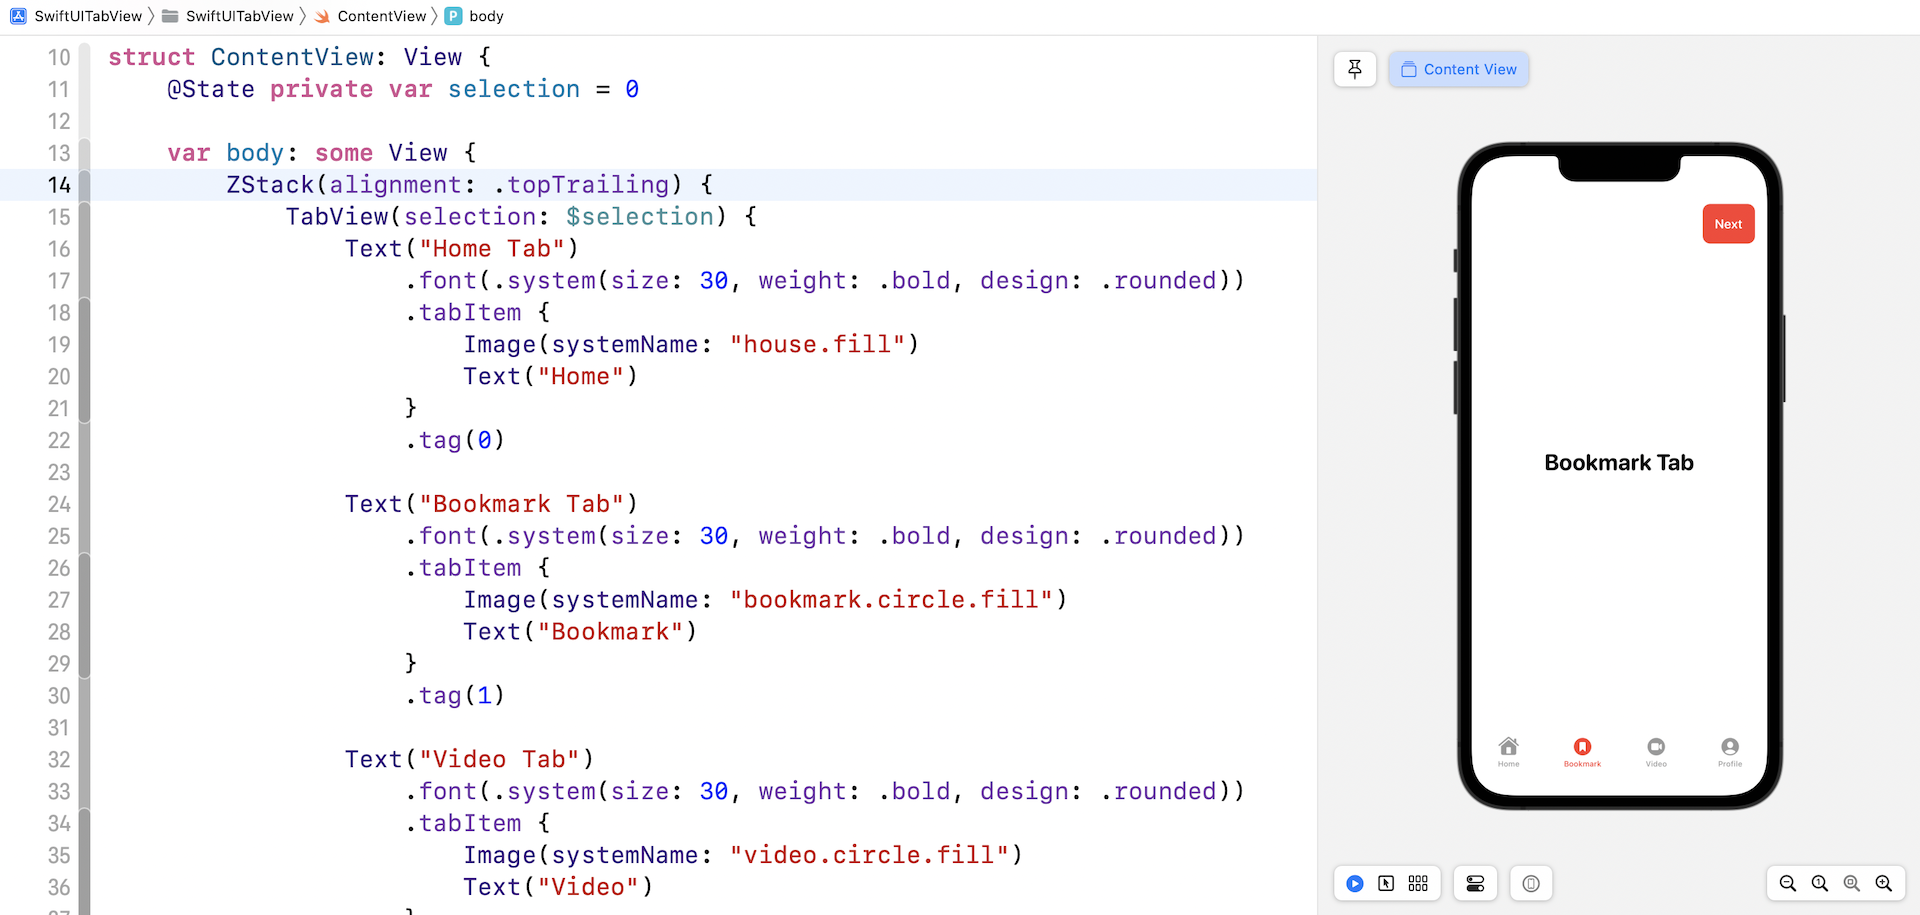 SwiftUITabView SwiftUITabView ContentView P body
10 struct ContentView: View {
11 @State private var selection = 0
12
13 var body: some View {
14 ZStack(alignment: .topTrailing) {
15 TabView(selection: $selection) {
16 Text("Home Tab")
17 .font(.system(size: 30, weight: .bold, design: .rounded))
18 .tabItem {
19 Image(systemName: "house.fill")
20 Text("Home")
21 }
22 .tag(0)
23
24 Text("Bookmark Tab")
25 .font(.system(size: 30, weight: .bold, design: .rounded))
26 .tabItem {
27 Image(systemName: "bookmark.circle.fill")
28 Text("Bookmark")
29 }
30 .tag(1)
31
32 Text("Video Tab")
33 .font(.system(size: 30, weight: .bold, design: .rounded))
34 .tabItem {
35 Image(systemName: "video.circle.fill")
36 Text("Video")
Content View
Next
Bookmark Tab
Home Bookmark Video Profile